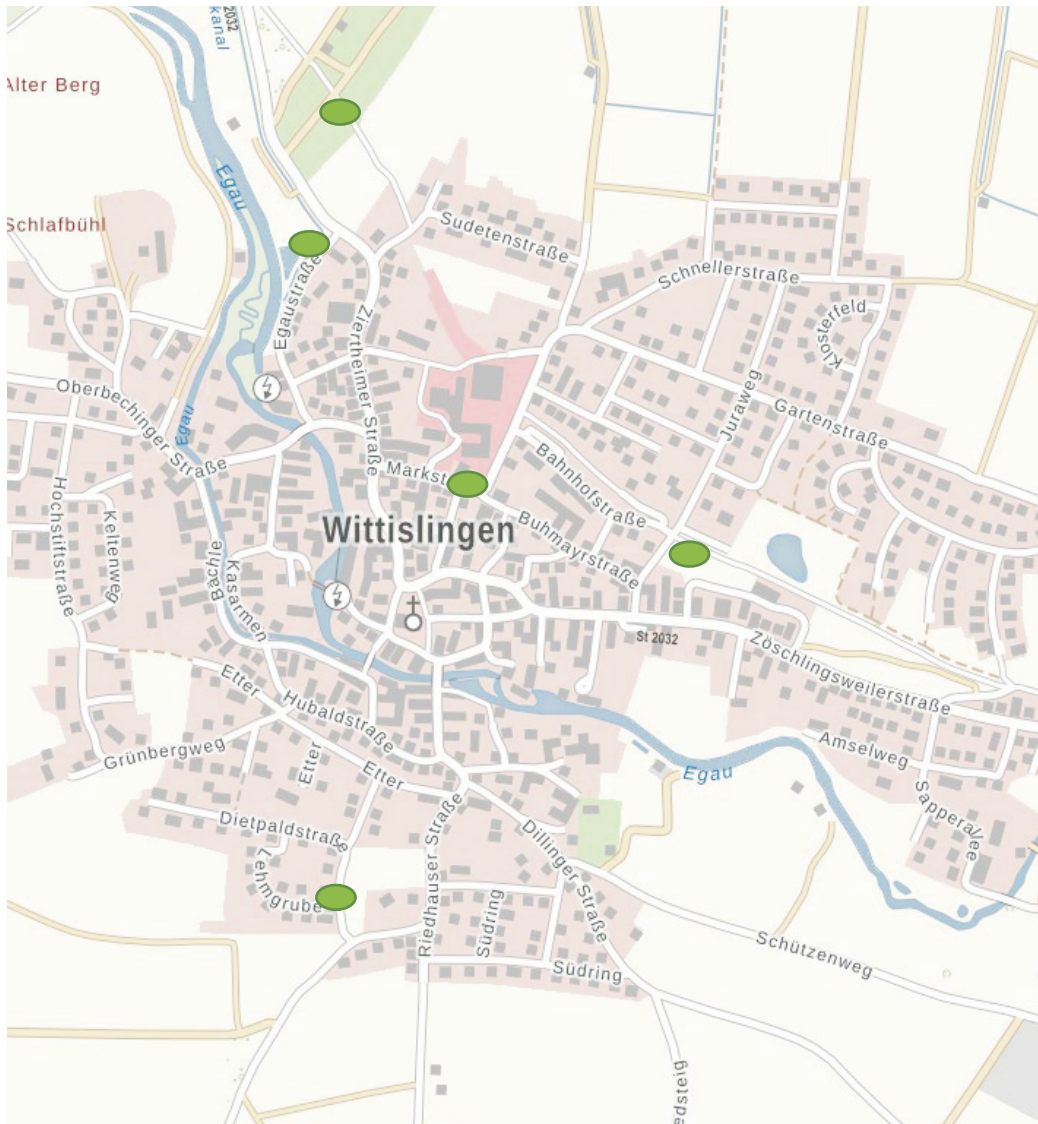 2032
kanal
Alter Berg
Egau
Schlafbühl
Sudetenstraße
Schnellerstraße
Egaustraße
Ziertheimer Straße
Klosterfeld
Oberbechinger Straße
Egau
Juraweg
Gartenstraße
Markst
Bahnhofstraße
Hochstiftstraße
Keltenweg
Wittislingen
Buhmayrstraße
Bächle
Kasarmen
St 2032
Zöschlingsweilerstraße
Etter
Hubaldstraße
Grünbergweg
Etter
Etter
Amselweg
Egau
Sapperallee
Dietpaldstraße
Lehmgrube
Riedhauser Straße
Dillinger Straße
Südring
Schützenweg
Südring